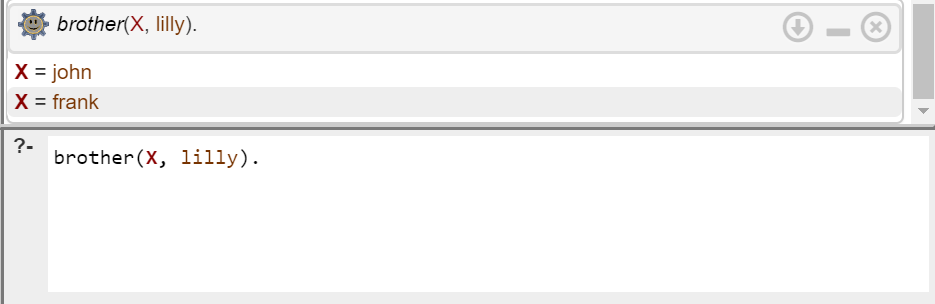 brother(X, lilly).
X = john
X = frank
?- brother(X, lilly).